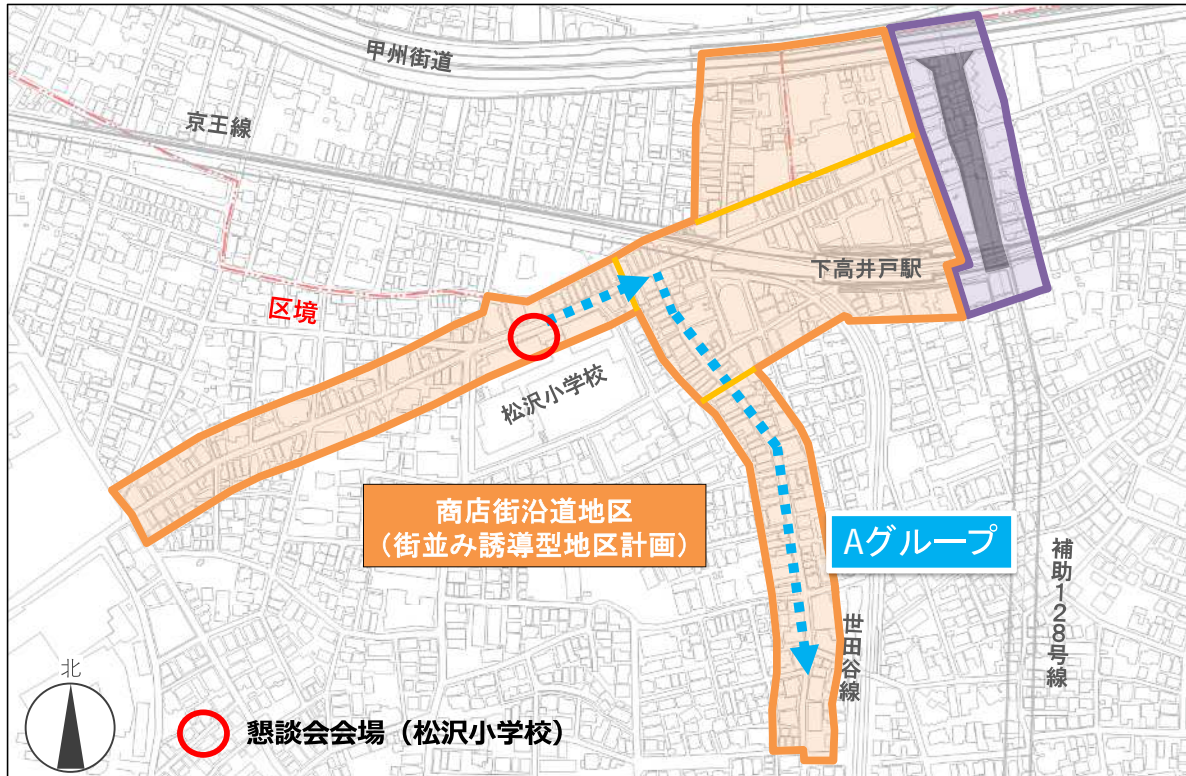 甲州街道
京王線
下高井戸駅
区境
松沢小学校
商店街沿道地区
（街並み誘導型地区計画）
Aグループ
補助128号線
世田谷線
北
懇談会会場（松沢小学校）